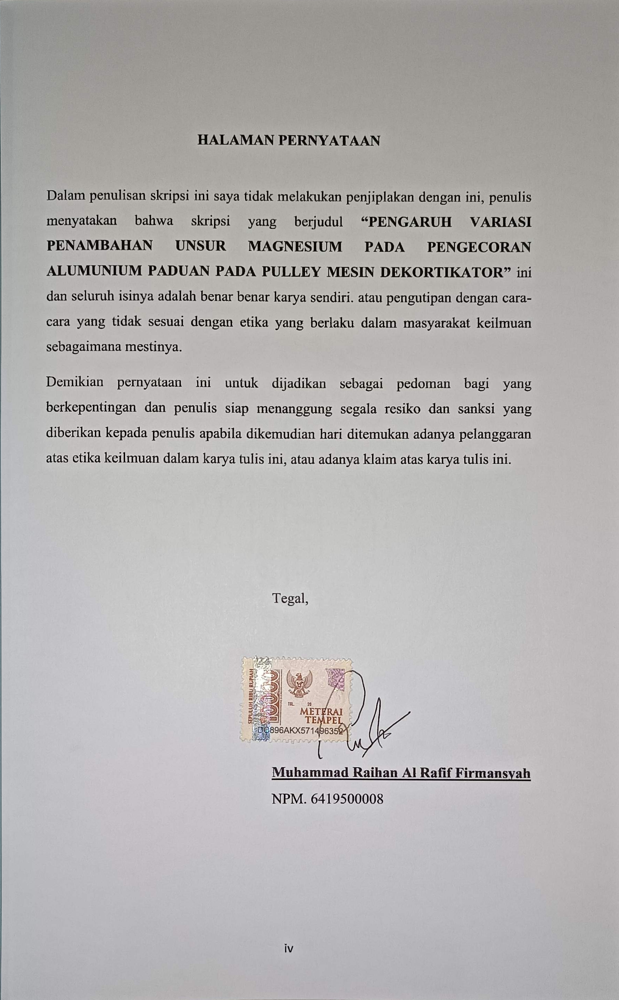 HALAMAN PERNYATAAN
Dalam penulisan skripsi ini saya tidak melakukan penjiplakan dengan ini, penulis
menyatakan bahwa skripsi yang berjudul “PENGARUH VARIASI
PENAMBAHAN UNSUR MAGNESIUM PADA PENGECORAN
ALUMUNIUM PADUAN PADA PULLEY MESIN DEKORTIKATOR” ini
dan seluruh isinya adalah benar benar karya sendiri. atau pengutipan dengan cara-
cara yang tidak sesuai dengan etika yang berlaku dalam masyarakat keilmuan
sebagaimana mestinya.
Demikian pernyataan ini untuk dijadikan sebagai pedoman bagi yang
berkepentingan dan penulis siap menanggung segala resiko dan sanksi yang
diberikan kepada penulis apabila dikemudian hari ditemukan adanya pelanggaran
atas etika keilmuan dalam karya tulis ini, atau adanya klaim atas karya tulis ini.
Tegal,
SEPULUH RIBU RUPIAH
10000
TGL. 20
METERAI
TEMPEL
DC896AKX571496352
Muhammad Raihan Al Rafif Firmansyah
NPM. 6419500008
iv